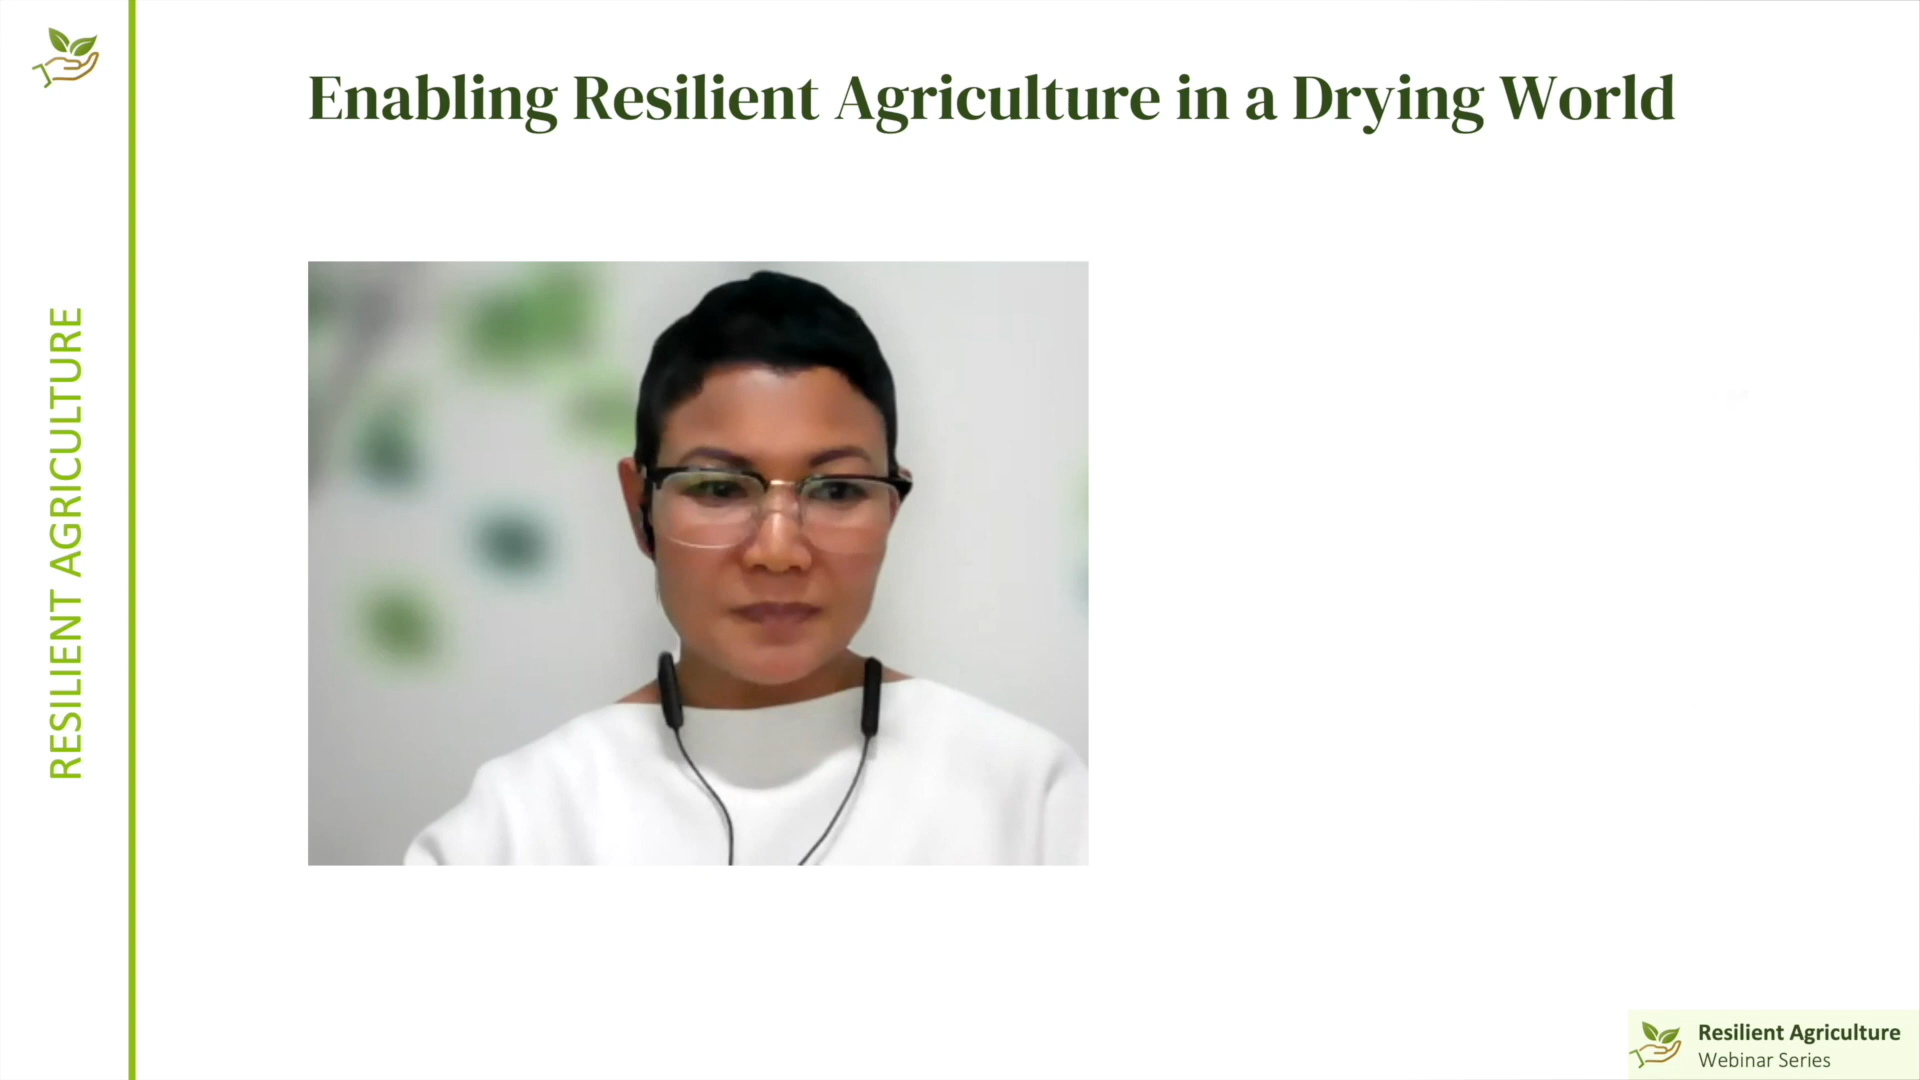 Enabling Resilient Agriculture in a Drying World
RESILIENT AGRICULTURE
Resilient Agriculture
Webinar Series